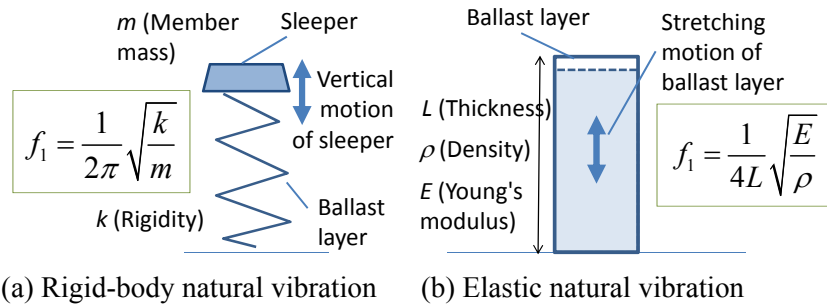 m (Member
mass)
Sleeper
Vertical
motion
of sleeper
f₁ = 1/2π √k/m
k (Rigidity)
Ballast
layer
(a) Rigid-body natural vibration
Ballast layer
Stretching
motion of
ballast layer
L (Thickness)
ρ (Density)
E (Young's
modulus)
f₁ = 1/4L √E/ρ
(b) Elastic natural vibration